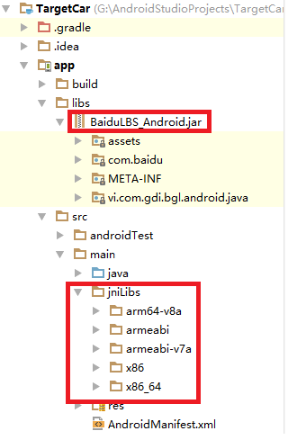 TargetCar (G:\AndroidStudioProjects\TargetCa
.gradle
.idea
app
build
libs
BaiduLBS_Android.jar
assets
com.baidu
META-INF
vi.com.gdi.bgl.android.java
src
androidTest
main
java
jniLibs
arm64-v8a
armeabi
armeabi-v7a
x86
x86_64
res
AndroidManifest.xml